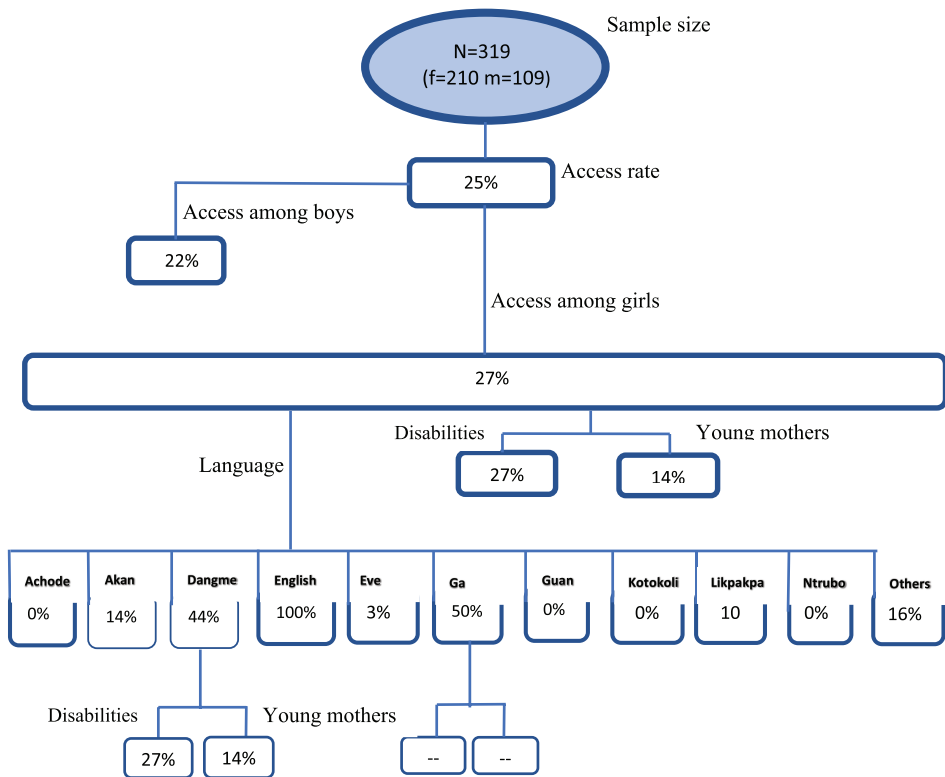 Sample size
N=319
(f=210 m=109)
Access rate
25%
Access among boys
22%
Access among girls
27%
Disabilities
Young mothers
27%
14%
Language
Achode
Akan
Dangme
English
Eve
Ga
Guan
Kotokoli
Likpakpa
Ntrubo
Others
0%
14%
44%
100%
3%
50%
0%
0%
10
0%
16%
Disabilities
Young mothers
27%
14%
--
--